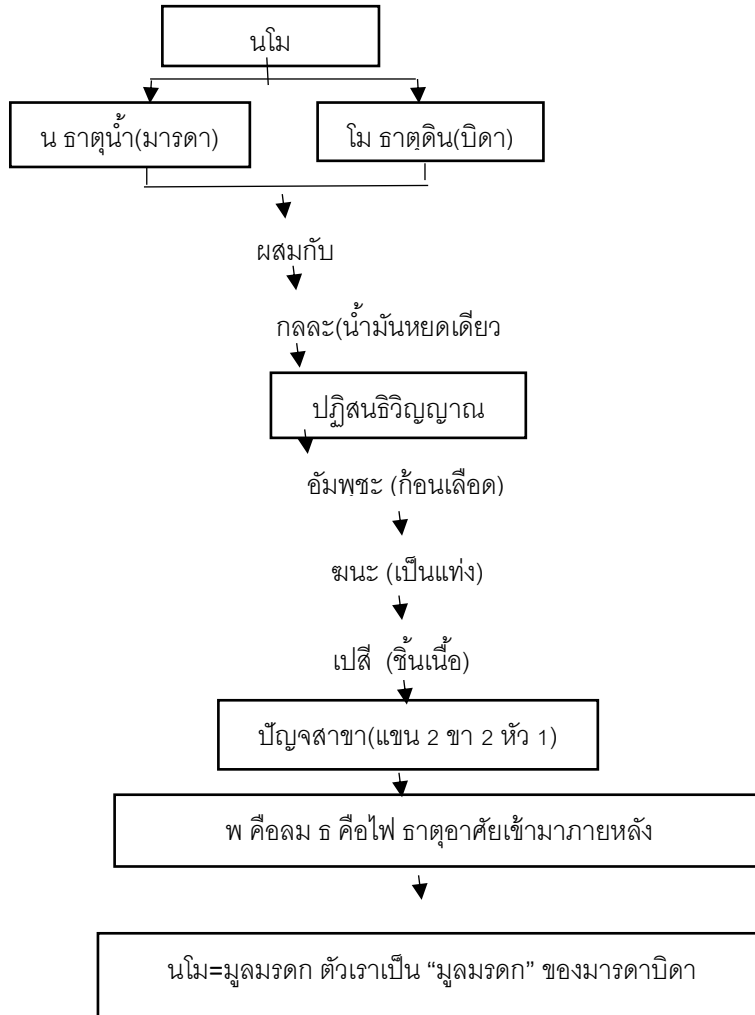 นโม
น ธาตุน้ำ(มารดา)
โม ธาตุดิน(บิดา)
ผสมกับ
กลละ(น้ำมันหยดเดียว
ปฏิสนธิวิญญาณ
อัมพุชะ (ก้อนเลือด)
ฆนะ (เป็นแท่ง)
เปสี (ชิ้นเนื้อ)
ปัญจสาขา(แขน 2 ขา 2 หัว 1)
พ คือลม ธ คือไฟ ธาตุอาศัยเข้ามาภายหลัง
นโม=มูลมรดก ตัวเราเป็น “มูลมรดก” ของมารดาบิดา